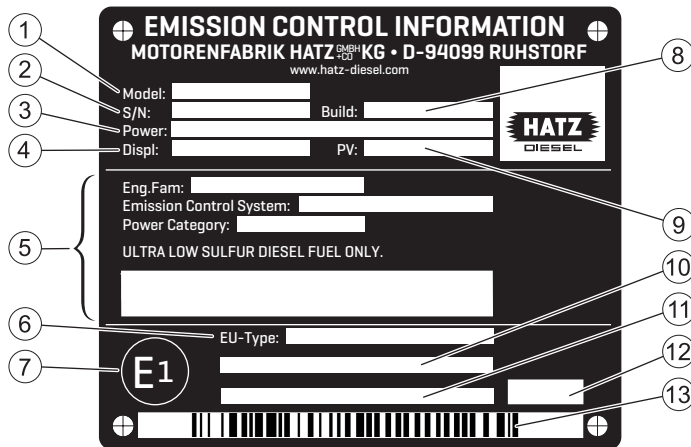 EMISSION CONTROL INFORMATION
MOTORENFABRIK HATZ GMBH +CO KG • D-94099 RUHSTORF
www.hatz-diesel.com
1
Model:
2
S/N: Build: 8
3
Power:
HATZ
DIESEL
4
Displ: PV: 9
5
Eng.Fam:
Emission Control System:
Power Category:
ULTRA LOW SULFUR DIESEL FUEL ONLY.
6
EU-Type:
10
7
E1
11
12
13